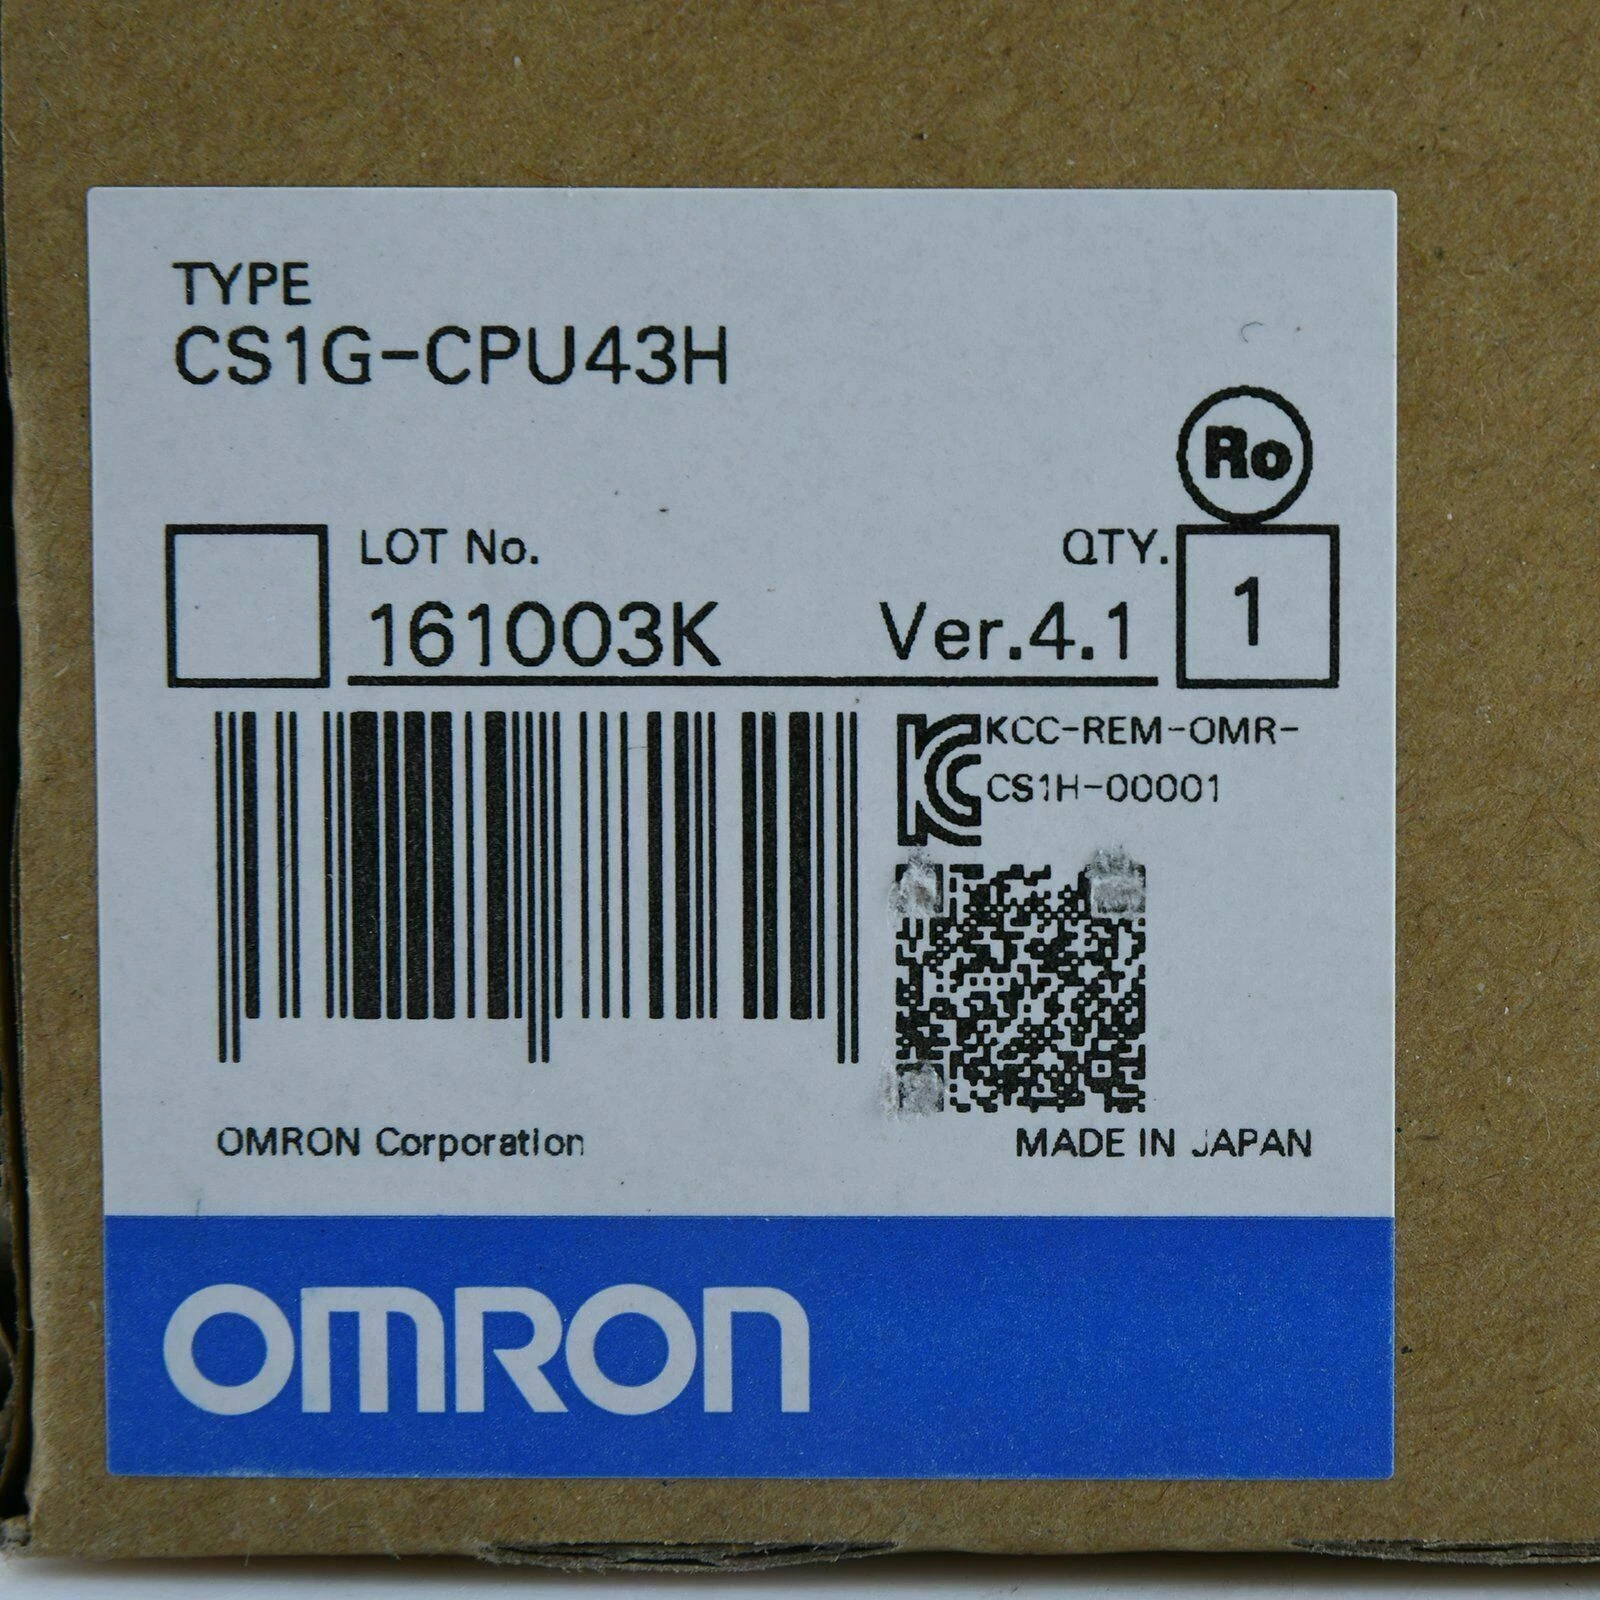 TYPE
CS1G-CPU43H
Ro
LOT No.
QTY.
161003K
Ver.4.1
1
KCC-REM-OMR-
CS1H-00001
OMRON Corporation
MADE IN JAPAN
OMRON